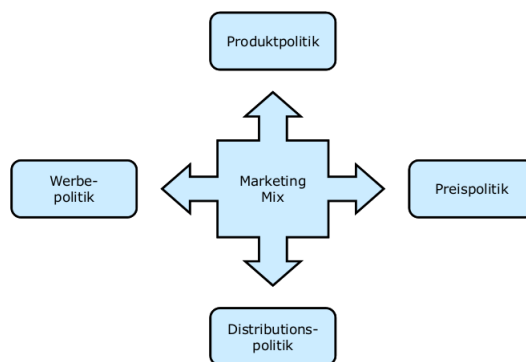 Produktpolitik
Werbe-
politik
Marketing
Mix
Preispolitik
Distributions-
politik